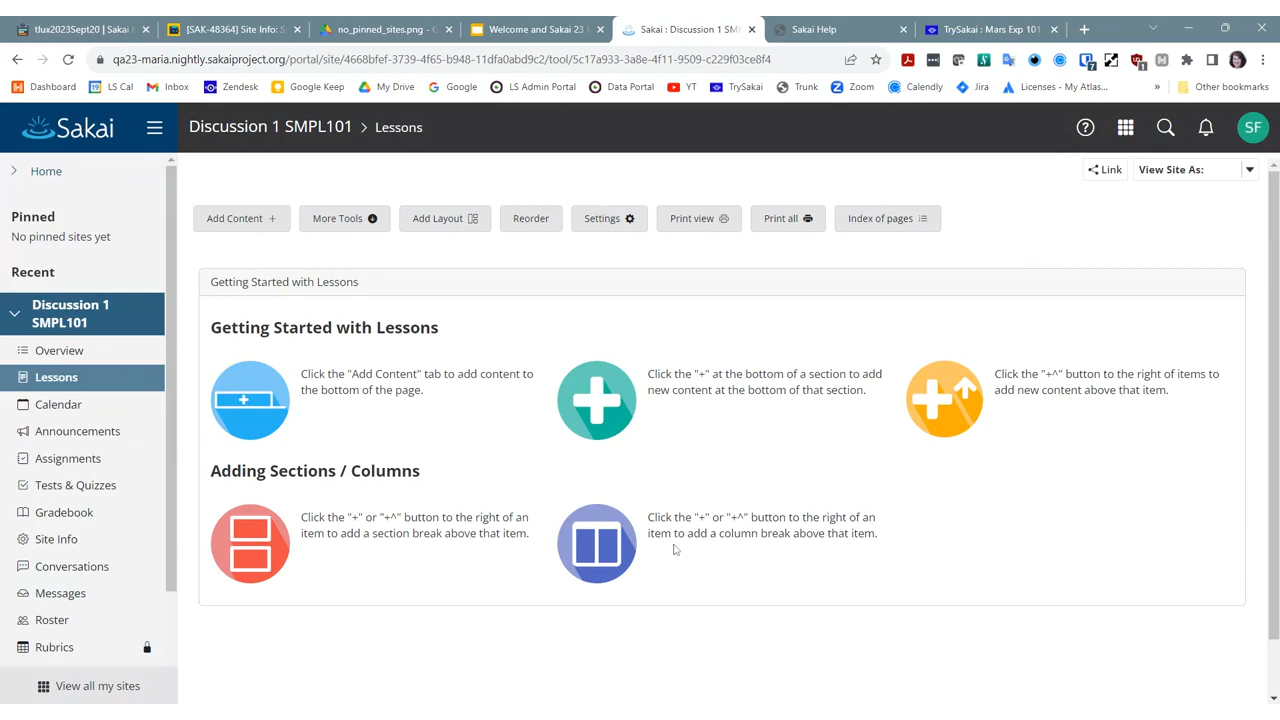 tlux2023Sept20 | Sakai
[SAK-48364] Site Info: S
no_pinned_sites.png - G
Welcome and Sakai 23
Sakai : Discussion 1 SMP
Sakai Help
TrySakai : Mars Exp 101
qa23-maria.nightly.sakaiproject.org/portal/site/4668bfef-3739-4f65-b948-11dfa0abd9c2/tool/5c17a933-3a8e-4f11-9509-c229f03cef4
Dashboard
LS Cal
Inbox
Zendesk
Google Keep
My Drive
Google
LS Admin Portal
Data Portal
YT
TrySakai
Trunk
Zoom
Calendly
Jira
Licenses - My Atlas...
»
Other bookmarks
Sakai
Discussion 1 SMPL101 > Lessons
SF
Home
Link
View Site As:
Pinned
No pinned sites yet
Recent
Discussion 1
SMPL101
Overview
Lessons
Calendar
Announcements
Assignments
Tests & Quizzes
Gradebook
Site Info
Conversations
Messages
Roster
Rubrics
View all my sites
Add Content +
More Tools
Add Layout
Reorder
Settings
Print view
Print all
Index of pages
Getting Started with Lessons
Getting Started with Lessons
Click the "Add Content" tab to add content to
the bottom of the page.
Click the "+" at the bottom of a section to add
new content at the bottom of that section.
Click the "+^" button to the right of items to
add new content above that item.
Adding Sections / Columns
Click the "+" or "+^" button to the right of an
item to add a section break above that item.
Click the "+" or "+^" button to the right of an
item to add a column break above that item.